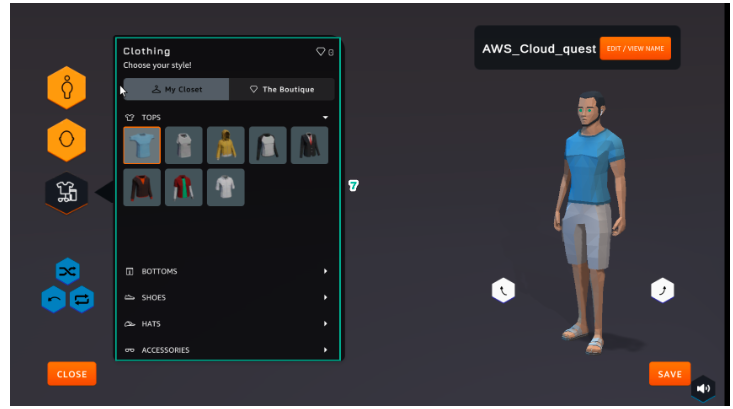 Clothing
0
Choose your style!
My Closet
The Boutique
TOPS
BOTTOMS
SHOES
HATS
ACCESSORIES
7
AWS_Cloud_quest
EDIT / VIEW NAME
CLOSE
SAVE